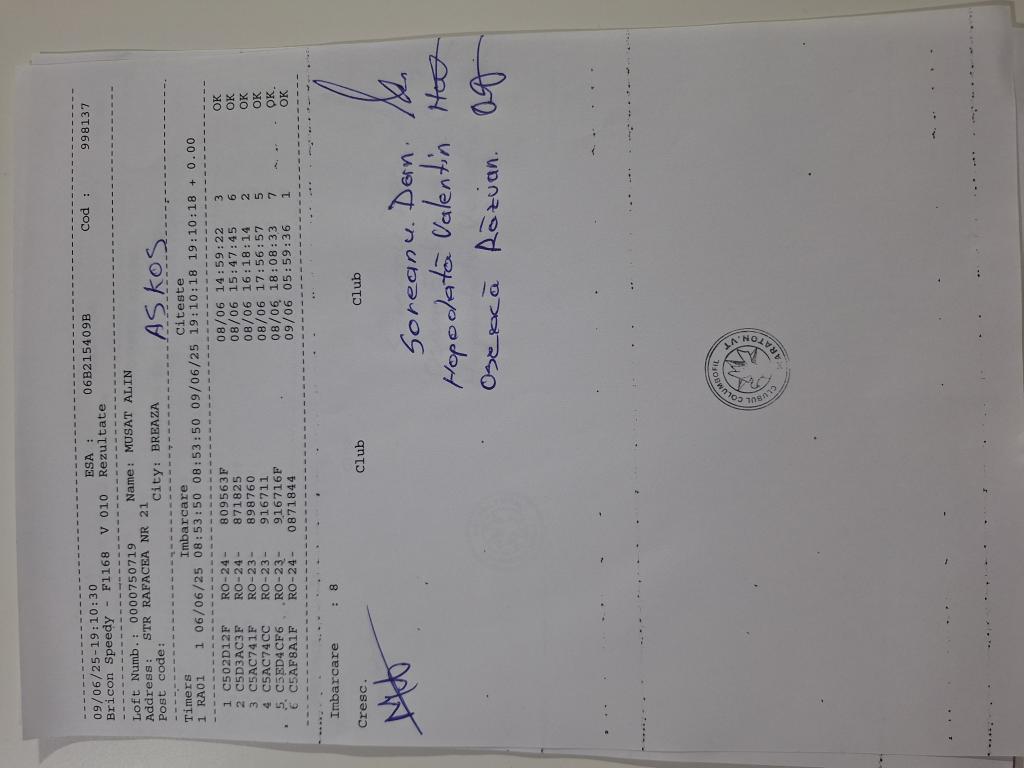 09/06/25-19:10:30 ESA : 06B215409B Cod : 998137
Bricon Speedy - F1168 V 010 Rezultate
Loft Numb.: 0000750719 Name: MUSAT ALIN
Address: STR RAFACEA NR 21
Post code: City: BREAZA ASKOS
Timers Imbarcare Citeste
1 RA01 1 06/06/25 08:53:50 08:53:50 09/06/25 19:10:18 19:10:18 + 0.00
1 C502D12F RO-24- 809563F 08/06 14:59:22 3 OK
2 C5D3AC3F RO-24- 871825 08/06 15:47:45 6 OK
3 C5AC741F RO-23- 898760 08/06 16:18:14 2 OK
4 C5AC74CC RO-23- 916711 08/06 17:56:57 5 OK
5 C5ED4CF6 RO-23- 916716F 08/06 18:08:33 7 OK
6 C5AF8A1F RO-24- 0871844 09/06 05:59:36 1 OK
Imbarcare : 8
Cresc. Club Club
Soreanu. Dan.
Hopodată Valentin
Răzvan.
CLUBUL COLUMBOFIL